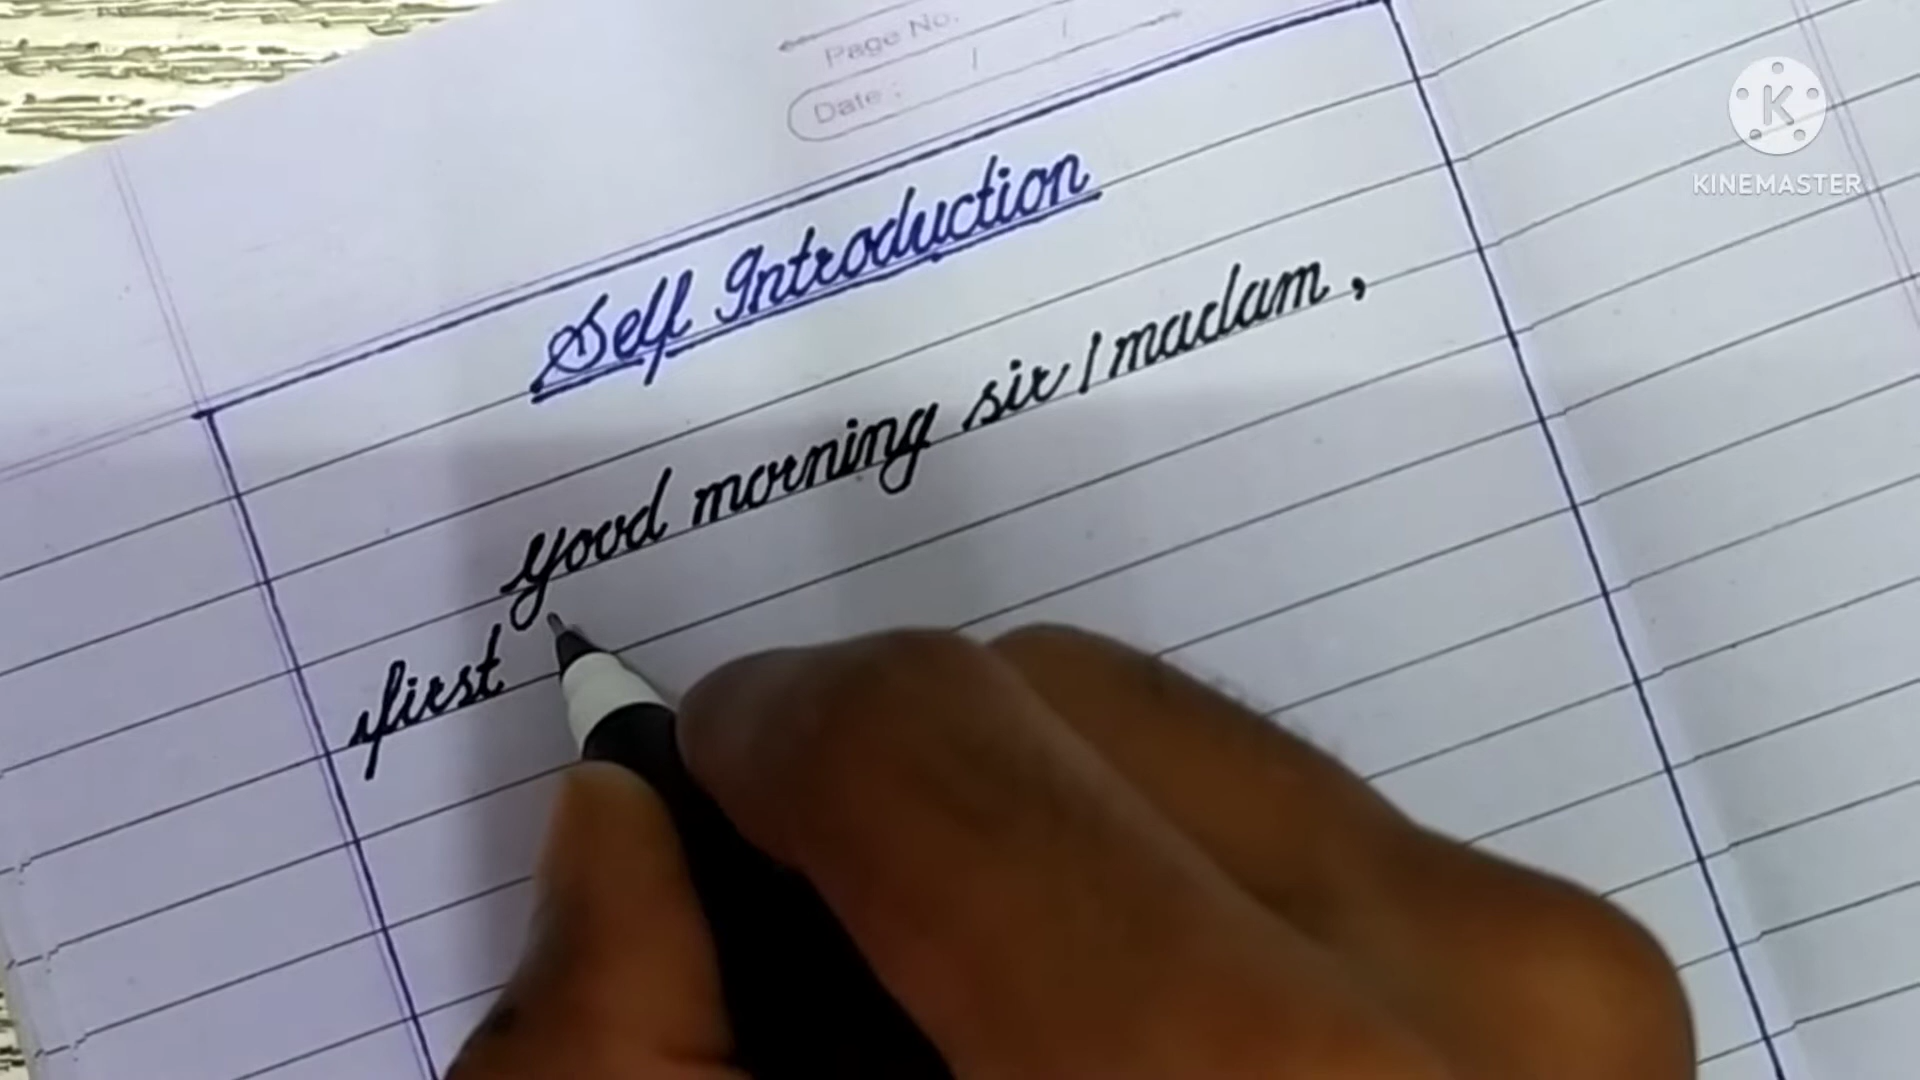 Page No.
Date : / /
Self Introduction
good morning sir / madam,
first
KINEMASTER